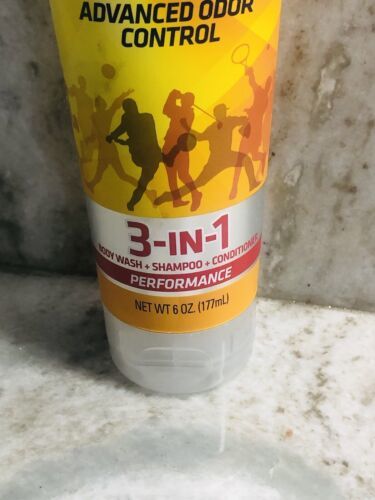 ADVANCED ODOR
CONTROL
3-IN-1
BODY WASH + SHAMPOO + CONDITIONER
PERFORMANCE
NET WT 6 OZ. (177mL)